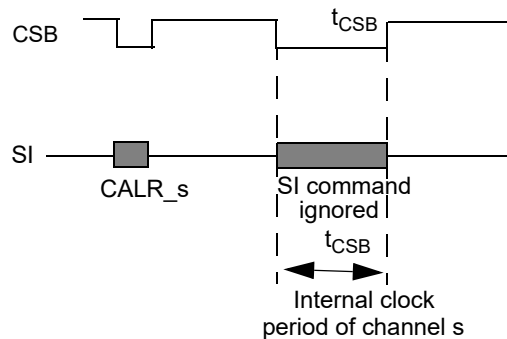 CSB
t_CSB
SI
CALR_s
SI command
ignored
t_CSB
Internal clock
period of channel s